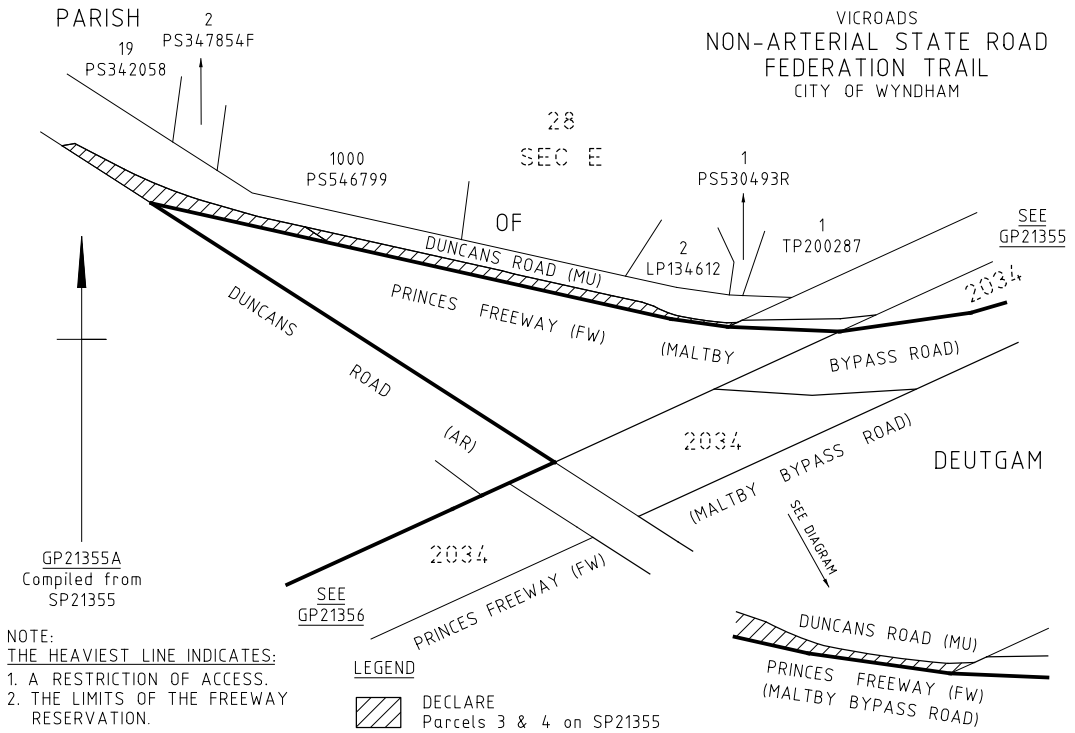 PARISH
2
PS347854F
19
PS342058
VICROADS
NON-ARTERIAL STATE ROAD
FEDERATION TRAIL
CITY OF WYNDHAM
28
SEC E
1000
PS546799
1
PS530493R
OF
DUNCANS ROAD (MU)
2
LP134612
1
TP200287
SEE
GP21355
2034
DUNCANS
ROAD
(AR)
PRINCES FREEWAY (FW)
(MALTBY
BYPASS ROAD)
2034
(MALTBY BYPASS ROAD)
DEUTGAM
SEE DIAGRAM
2034
PRINCES FREEWAY (FW)
SEE
GP21356
GP21355A
Compiled from
SP21355
NOTE:
THE HEAVIEST LINE INDICATES:
1. A RESTRICTION OF ACCESS.
2. THE LIMITS OF THE FREEWAY
RESERVATION.
LEGEND
DECLARE
Parcels 3 & 4 on SP21355
DUNCANS ROAD (MU)
PRINCES FREEWAY (FW)
(MALTBY BYPASS ROAD)